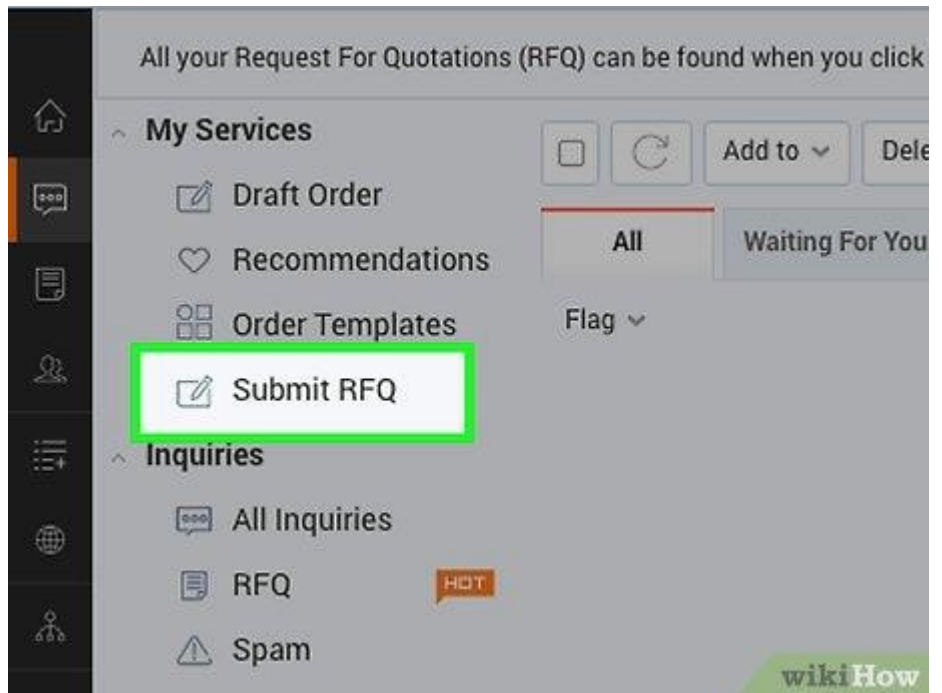 All your Request For Quotations (RFQ) can be found when you click
My Services
Draft Order
Recommendations
Order Templates
Submit RFQ
Inquiries
All Inquiries
RFQ HOT
Spam
Add to Dele
All Waiting For You
Flag
wikiHow